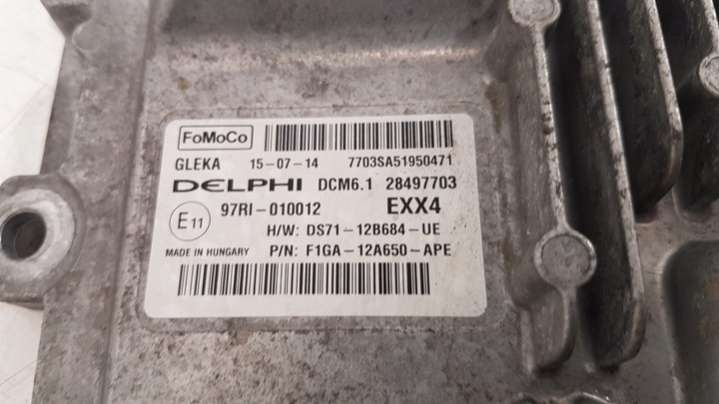 FoMoCo
GLEKA 15-07-14 7703SA51950471
DELPHI DCM6.1 28497703
E11 97RI-010012 EXX4
H/W: DS71-12B684-UE
MADE IN HUNGARY P/N: F1GA-12A650-APE